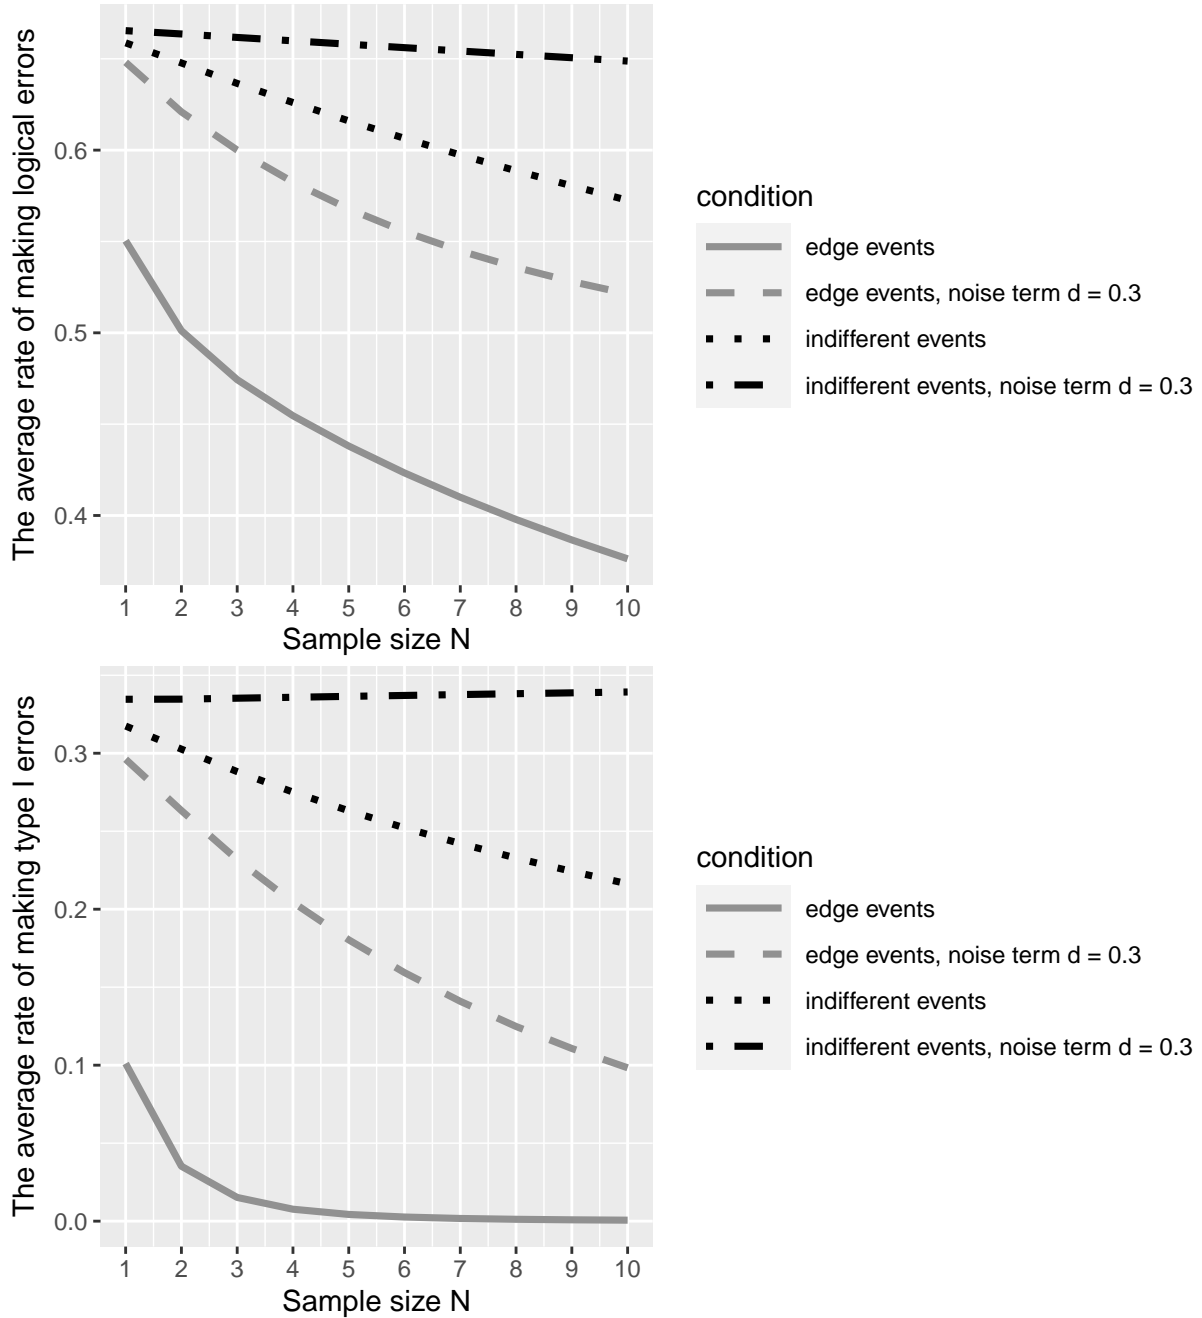 The average rate of making logical errors
0.6
0.5
0.4
1 2 3 4 5 6 7 8 9 10
Sample size N
condition
edge events
edge events, noise term d = 0.3
indifferent events
indifferent events, noise term d = 0.3
The average rate of making type I errors
0.3
0.2
0.1
0.0
1 2 3 4 5 6 7 8 9 10
Sample size N
condition
edge events
edge events, noise term d = 0.3
indifferent events
indifferent events, noise term d = 0.3